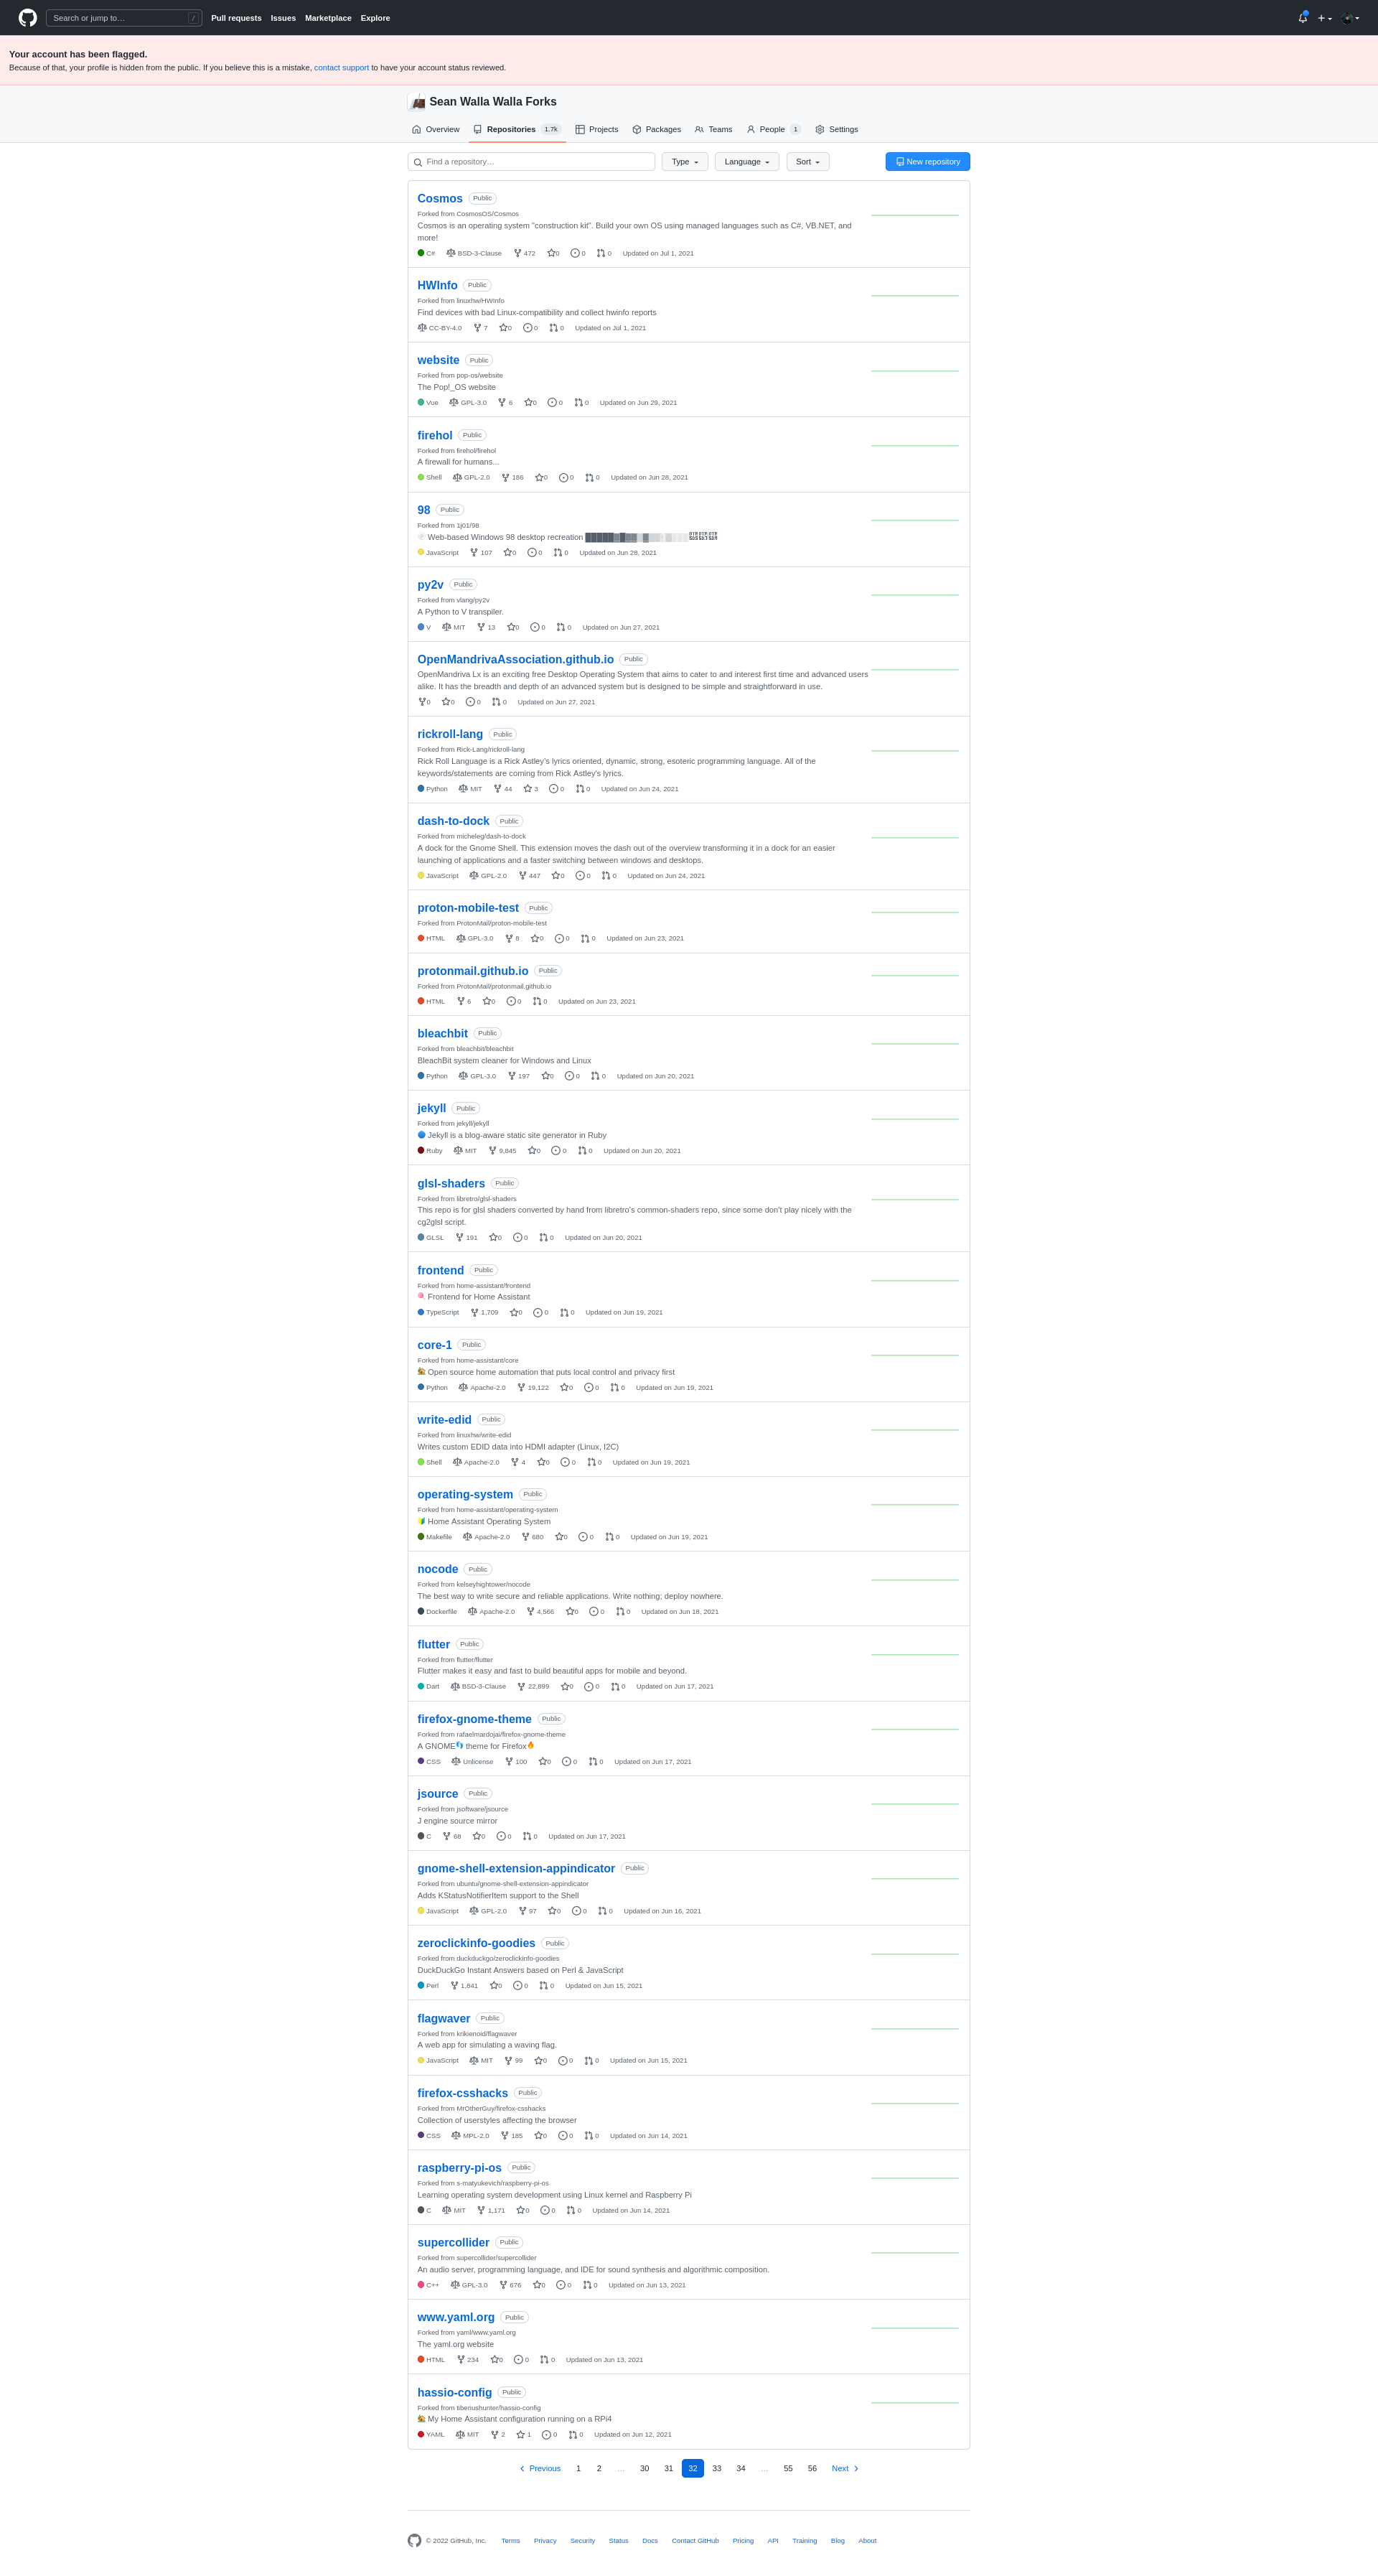 Search or jump to… /
Pull requests Issues Marketplace Explore
Your account has been flagged.
Because of that, your profile is hidden from the public. If you believe this is a mistake, contact support to have your account status reviewed.
Sean Walla Walla Forks
Overview Repositories 1.7k Projects Packages Teams People 1 Settings
Find a repository… Type Language Sort New repository
Cosmos Public
Forked from CosmosOS/Cosmos
Cosmos is an operating system "construction kit". Build your own OS using managed languages such as C#, VB.NET, and
more!
C# BSD-3-Clause 472 0 0 0 Updated on Jul 1, 2021
HWInfo Public
Forked from linuxhw/HWInfo
Find devices with bad Linux-compatibility and collect hwinfo reports
CC-BY-4.0 7 0 0 0 Updated on Jul 1, 2021
website Public
Forked from pop-os/website
The Pop!_OS website
Vue GPL-3.0 6 0 0 0 Updated on Jun 29, 2021
firehol Public
Forked from firehol/firehol
A firewall for humans...
Shell GPL-2.0 186 0 0 0 Updated on Jun 28, 2021
98 Public
Forked from 1j01/98
Web-based Windows 98 desktop recreation
JavaScript 107 0 0 0 Updated on Jun 28, 2021
py2v Public
Forked from vlang/py2v
A Python to V transpiler.
V MIT 13 0 0 0 Updated on Jun 27, 2021
OpenMandrivaAssociation.github.io Public
OpenMandriva Lx is an exciting free Desktop Operating System that aims to cater to and interest first time and advanced users
alike. It has the breadth and depth of an advanced system but is designed to be simple and straightforward in use.
0 0 0 0 Updated on Jun 27, 2021
rickroll-lang Public
Forked from Rick-Lang/rickroll-lang
Rick Roll Language is a Rick Astley's lyrics oriented, dynamic, strong, esoteric programming language. All of the
keywords/statements are coming from Rick Astley's lyrics.
Python MIT 44 3 0 0 Updated on Jun 24, 2021
dash-to-dock Public
Forked from micheleg/dash-to-dock
A dock for the Gnome Shell. This extension moves the dash out of the overview transforming it in a dock for an easier
launching of applications and a faster switching between windows and desktops.
JavaScript GPL-2.0 447 0 0 0 Updated on Jun 24, 2021
proton-mobile-test Public
Forked from ProtonMail/proton-mobile-test
HTML GPL-3.0 8 0 0 0 Updated on Jun 23, 2021
protonmail.github.io Public
Forked from ProtonMail/protonmail.github.io
HTML 6 0 0 0 Updated on Jun 23, 2021
bleachbit Public
Forked from bleachbit/bleachbit
BleachBit system cleaner for Windows and Linux
Python GPL-3.0 197 0 0 0 Updated on Jun 20, 2021
jekyll Public
Forked from jekyll/jekyll
Jekyll is a blog-aware static site generator in Ruby
Ruby MIT 9,845 0 0 0 Updated on Jun 20, 2021
glsl-shaders Public
Forked from libretro/glsl-shaders
This repo is for glsl shaders converted by hand from libretro's common-shaders repo, since some don't play nicely with the
cg2glsl script.
GLSL 191 0 0 0 Updated on Jun 20, 2021
frontend Public
Forked from home-assistant/frontend
Frontend for Home Assistant
TypeScript 1,709 0 0 0 Updated on Jun 19, 2021
core-1 Public
Forked from home-assistant/core
Open source home automation that puts local control and privacy first
Python Apache-2.0 19,122 0 0 0 Updated on Jun 19, 2021
write-edid Public
Forked from linuxhw/write-edid
Writes custom EDID data into HDMI adapter (Linux, I2C)
Shell Apache-2.0 4 0 0 0 Updated on Jun 19, 2021
operating-system Public
Forked from home-assistant/operating-system
Home Assistant Operating System
Makefile Apache-2.0 680 0 0 0 Updated on Jun 19, 2021
nocode Public
Forked from kelseyhightower/nocode
The best way to write secure and reliable applications. Write nothing; deploy nowhere.
Dockerfile Apache-2.0 4,566 0 0 0 Updated on Jun 18, 2021
flutter Public
Forked from flutter/flutter
Flutter makes it easy and fast to build beautiful apps for mobile and beyond.
Dart BSD-3-Clause 22,899 0 0 0 Updated on Jun 17, 2021
firefox-gnome-theme Public
Forked from rafaelmardojai/firefox-gnome-theme
A GNOME👣 theme for Firefox🔥
CSS Unlicense 100 0 0 0 Updated on Jun 17, 2021
jsource Public
Forked from jsoftware/jsource
J engine source mirror
C 68 0 0 0 Updated on Jun 17, 2021
gnome-shell-extension-appindicator Public
Forked from ubuntu/gnome-shell-extension-appindicator
Adds KStatusNotifierItem support to the Shell
JavaScript GPL-2.0 97 0 0 0 Updated on Jun 16, 2021
zeroclickinfo-goodies Public
Forked from duckduckgo/zeroclickinfo-goodies
DuckDuckGo Instant Answers based on Perl & JavaScript
Perl 1,841 0 0 0 Updated on Jun 15, 2021
flagwaver Public
Forked from krikienoid/flagwaver
A web app for simulating a waving flag.
JavaScript MIT 99 0 0 0 Updated on Jun 15, 2021
firefox-csshacks Public
Forked from MrOtherGuy/firefox-csshacks
Collection of userstyles affecting the browser
CSS MPL-2.0 185 0 0 0 Updated on Jun 14, 2021
raspberry-pi-os Public
Forked from s-matyukevich/raspberry-pi-os
Learning operating system development using Linux kernel and Raspberry Pi
C MIT 1,171 0 0 0 Updated on Jun 14, 2021
supercollider Public
Forked from supercollider/supercollider
An audio server, programming language, and IDE for sound synthesis and algorithmic composition.
C++ GPL-3.0 676 0 0 0 Updated on Jun 13, 2021
www.yaml.org Public
Forked from yaml/www.yaml.org
The yaml.org website
HTML 234 0 0 0 Updated on Jun 13, 2021
hassio-config Public
Forked from tiberiushunter/hassio-config
My Home Assistant configuration running on a RPi4
YAML MIT 2 1 0 0 Updated on Jun 12, 2021
Previous 1 2 … 30 31 32 33 34 … 55 56 Next
© 2022 GitHub, Inc. Terms Privacy Security Status Docs Contact GitHub Pricing API Training Blog About